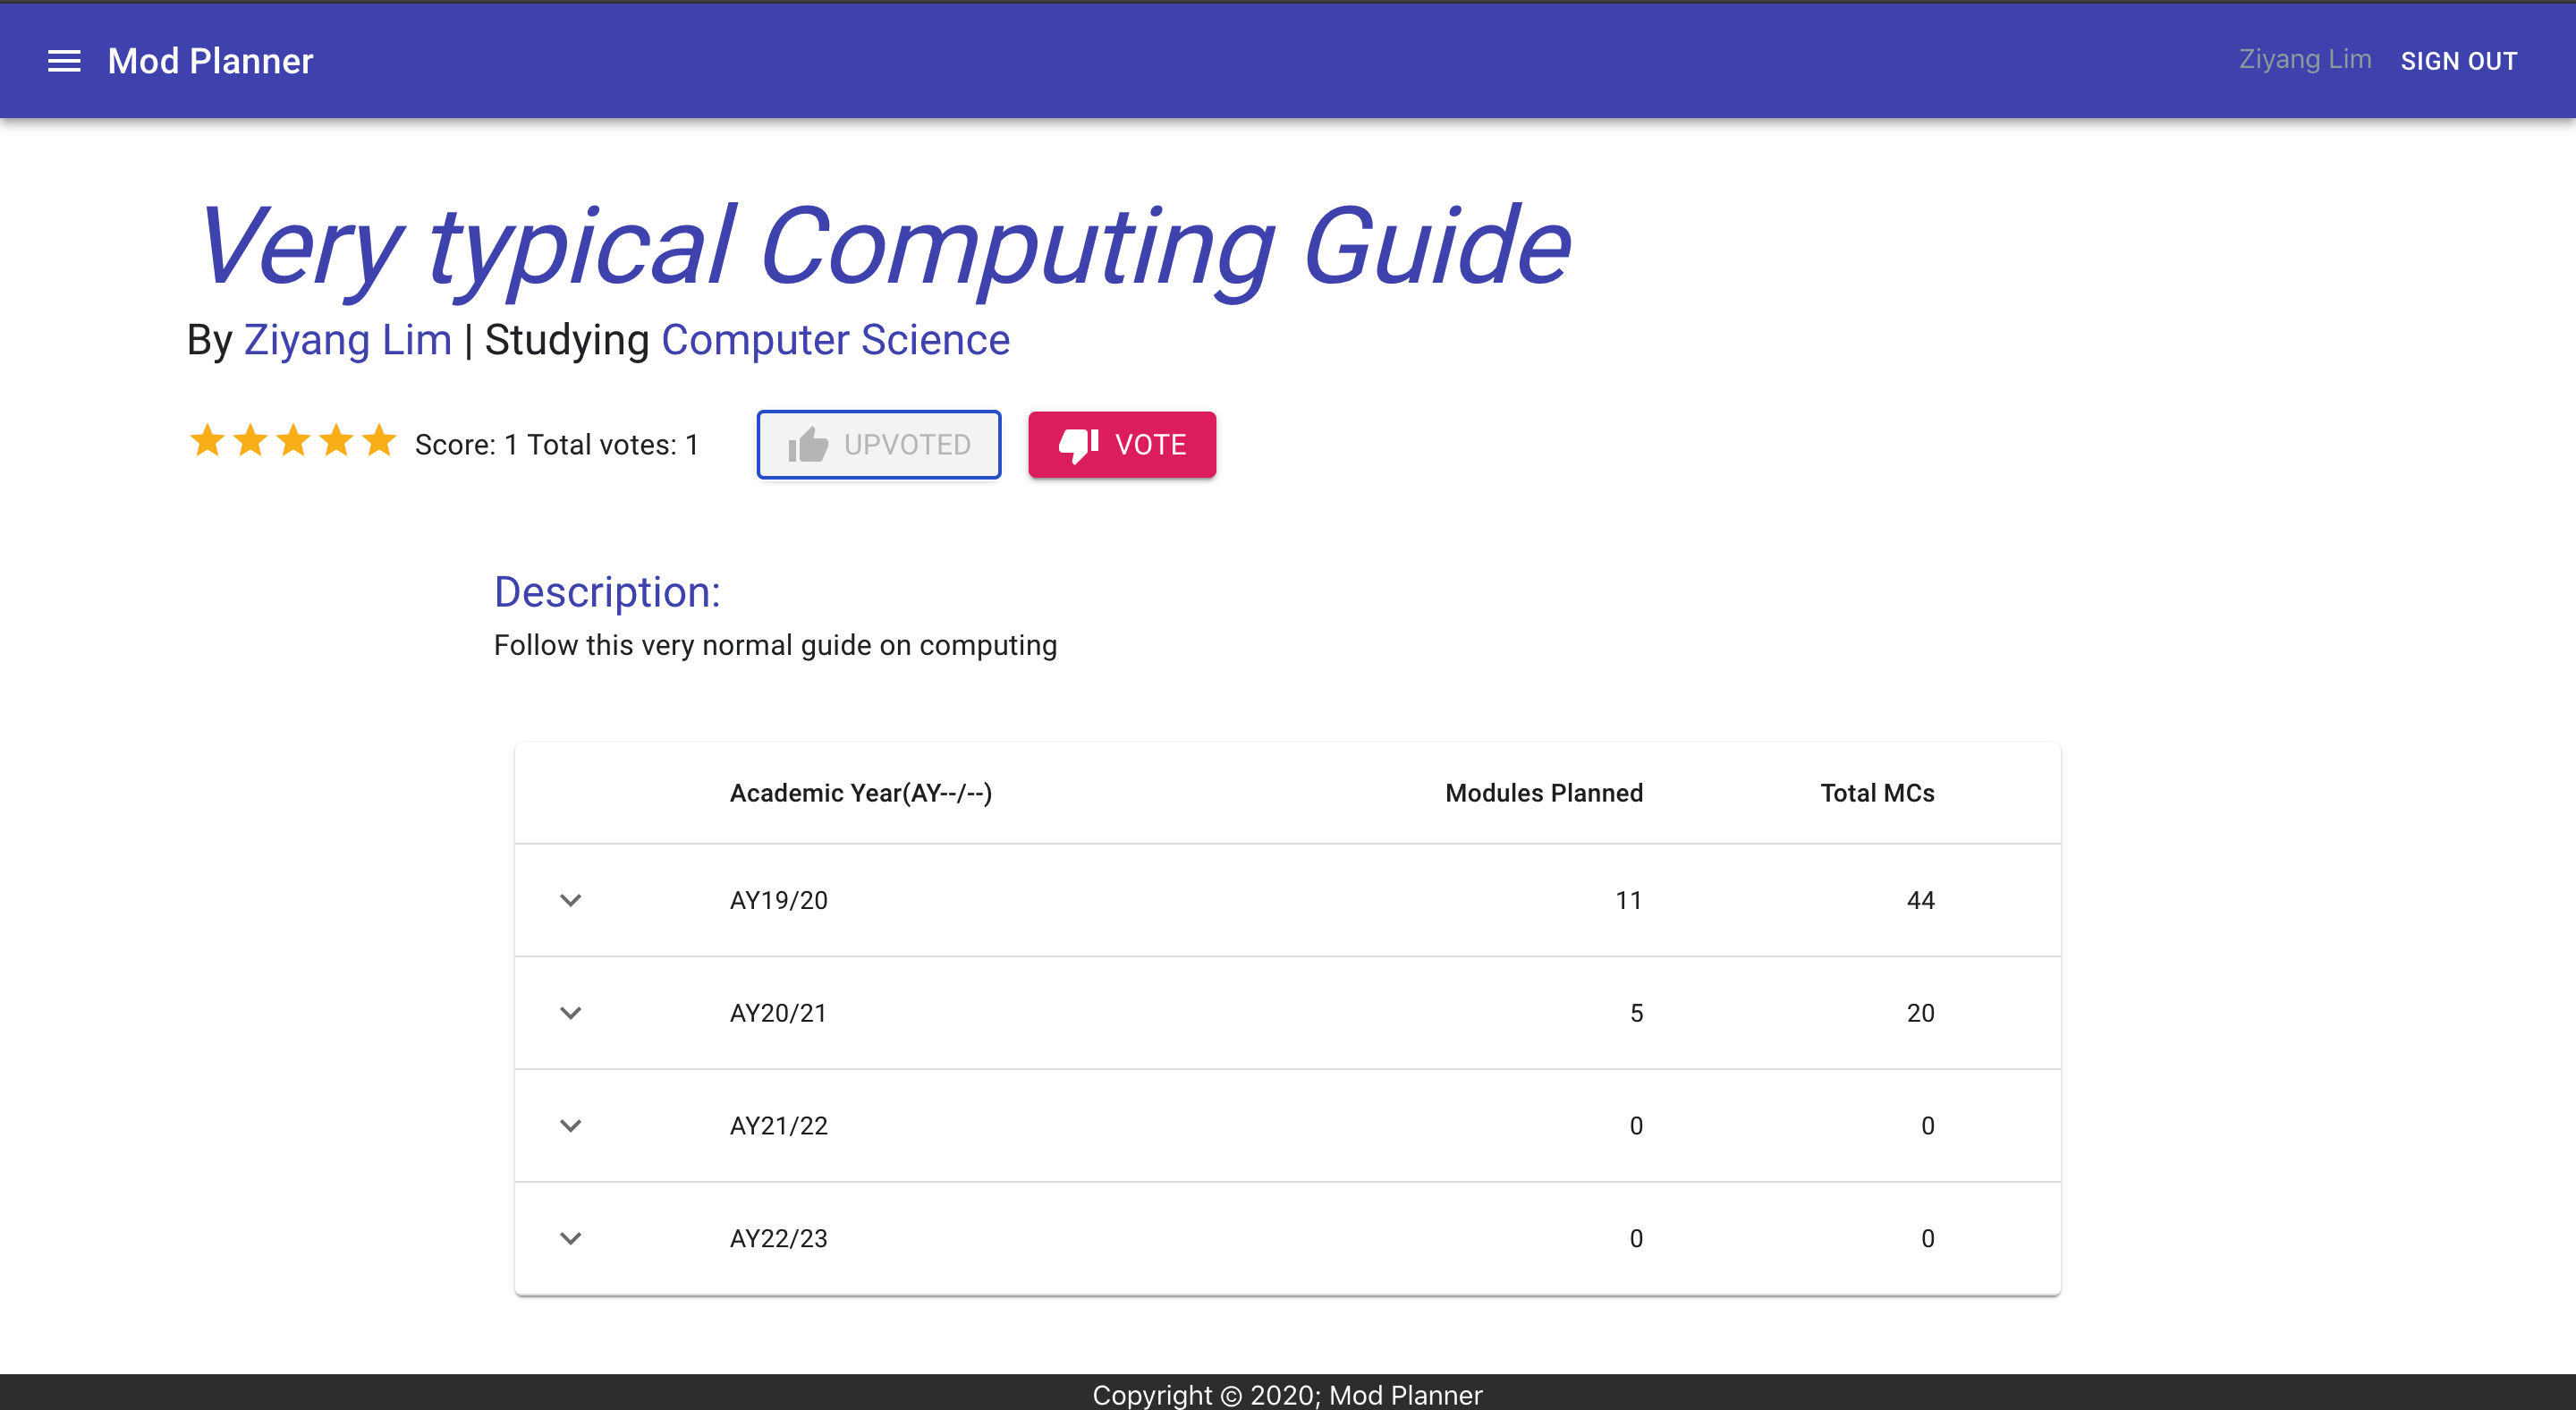 Mod Planner
Ziyang Lim SIGN OUT
Very typical Computing Guide
By Ziyang Lim | Studying Computer Science
Score: 1 Total votes: 1 UPVOTED VOTE
Description:
Follow this very normal guide on computing
Academic Year(AY--/--) Modules Planned Total MCs
AY19/20 11 44
AY20/21 5 20
AY21/22 0 0
AY22/23 0 0
Copyright © 2020; Mod Planner